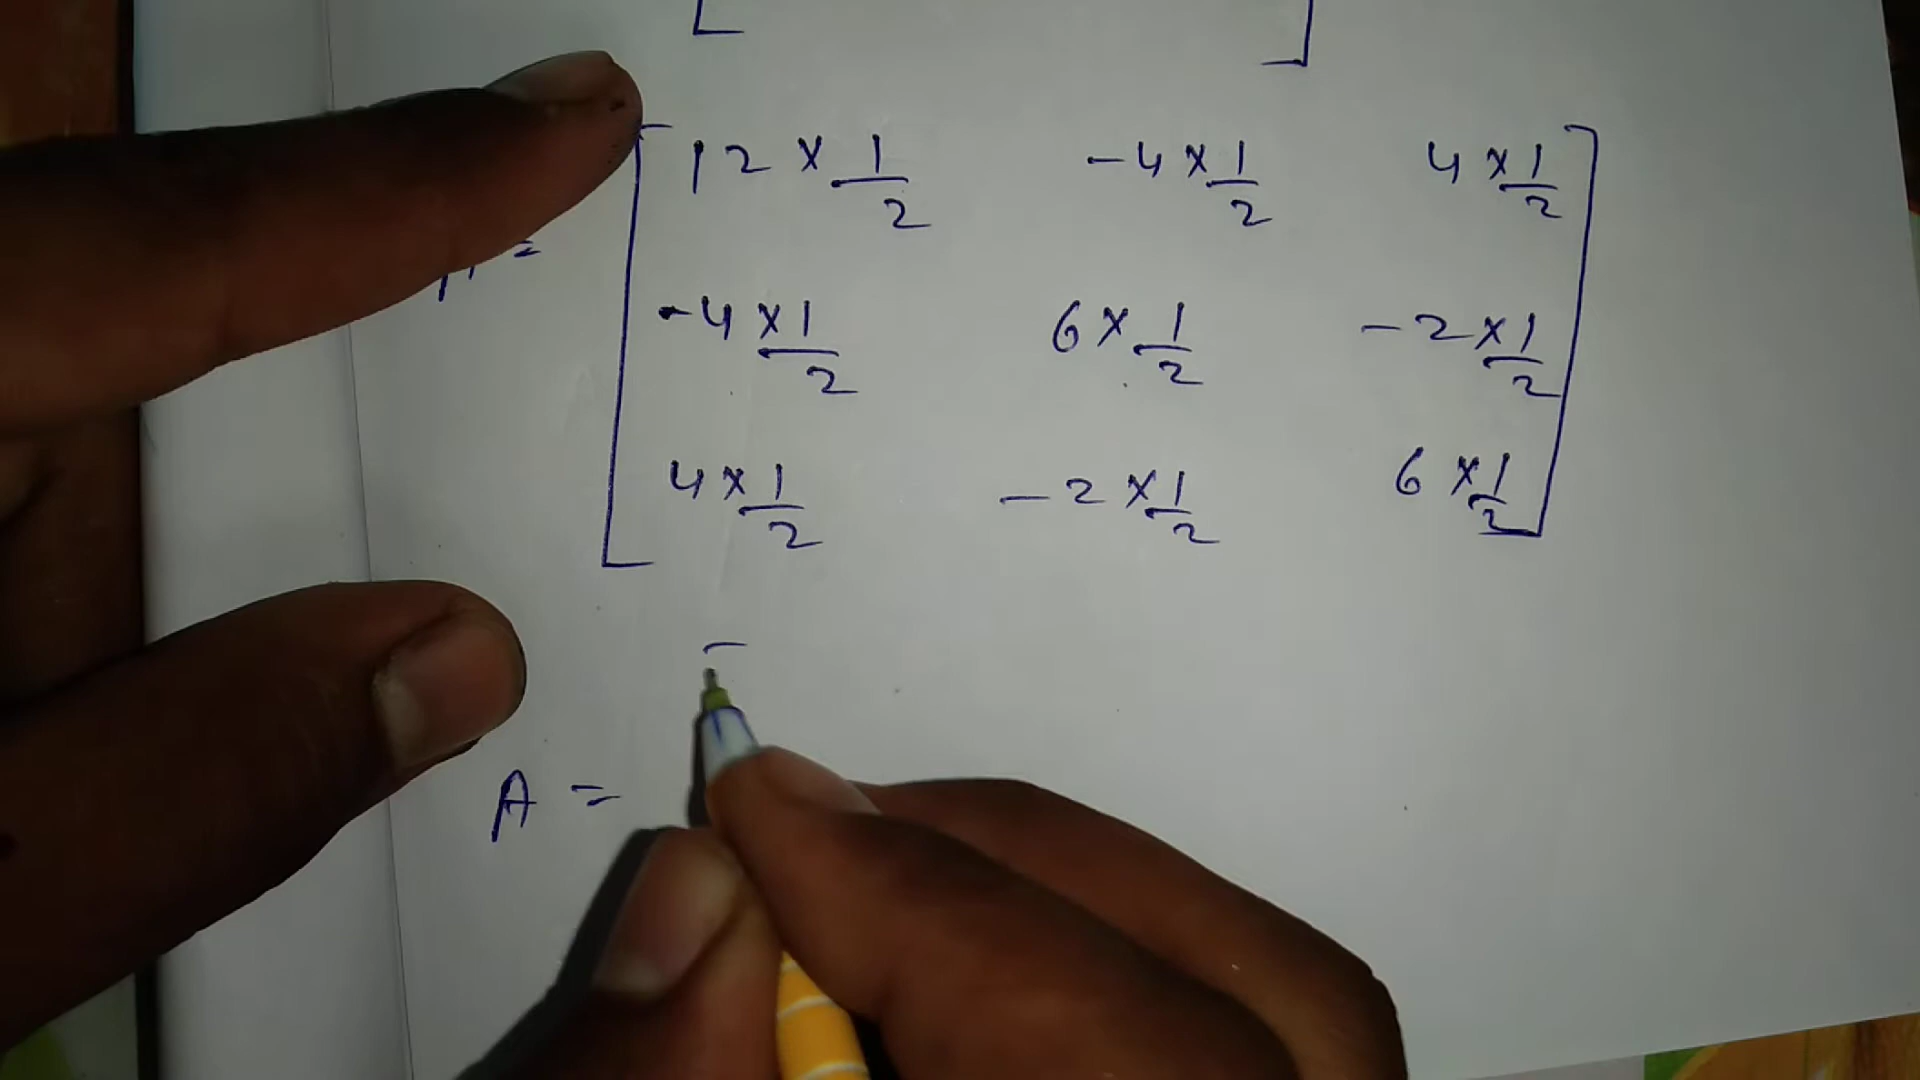 12 × 1/2 -4 × 1/2 4 × 1/2
=
-4 × 1/2 6 × 1/2 -2 × 1/2
4 × 1/2 -2 × 1/2 6 × 1/2
A =